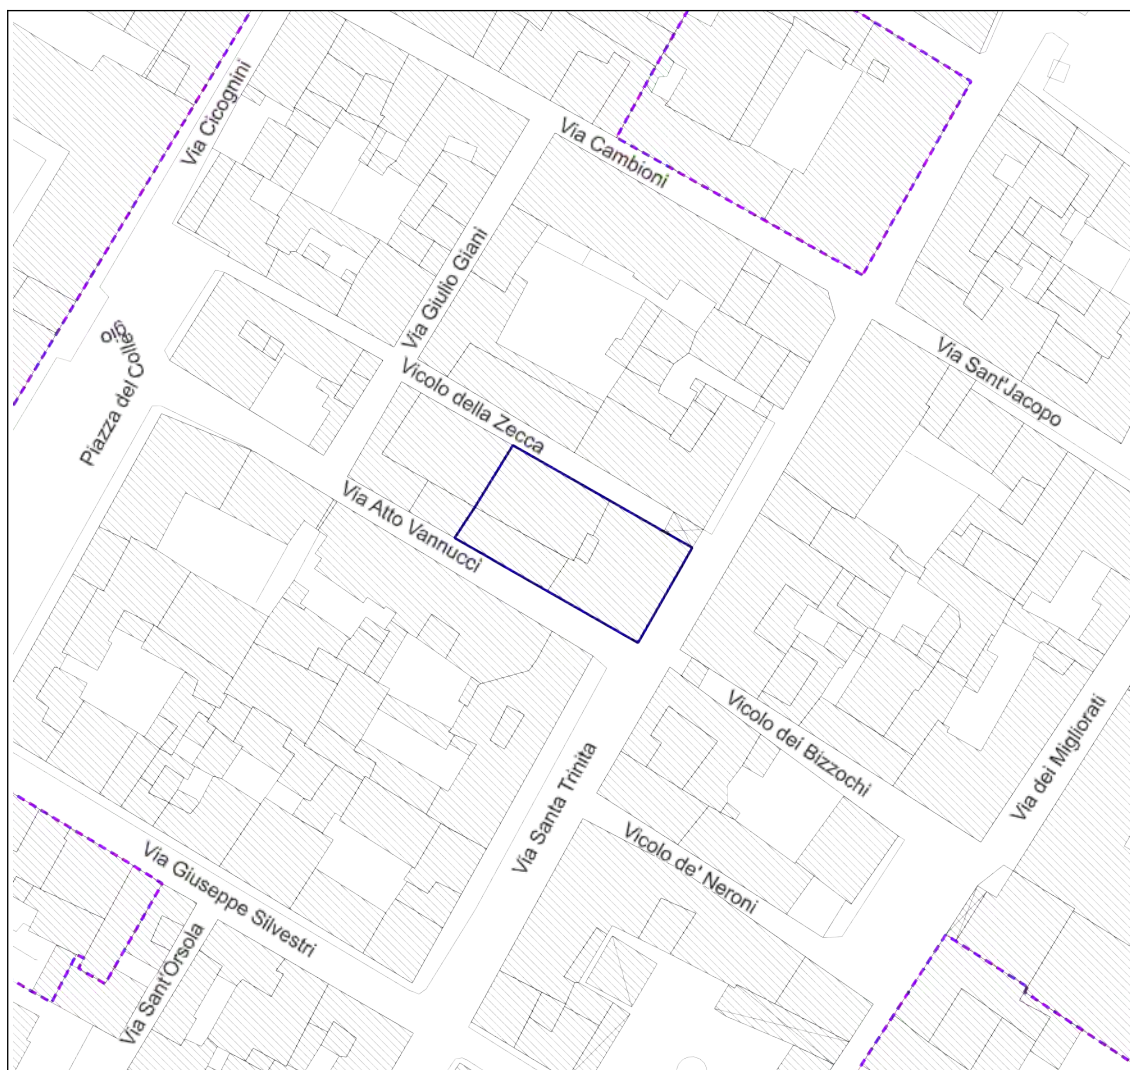 Via Cicognini
Via Cambioni
Via Giulio Giani
Piazza del Collegio
Vicolo della Zecca
Via Sant'Jacopo
Via Atto Vannucci
Vicolo dei Bizzochi
Via dei Migliorati
Via Santa Trinita
Vicolo de' Neroni
Via Giuseppe Silvestri
Via Sant'Orsola